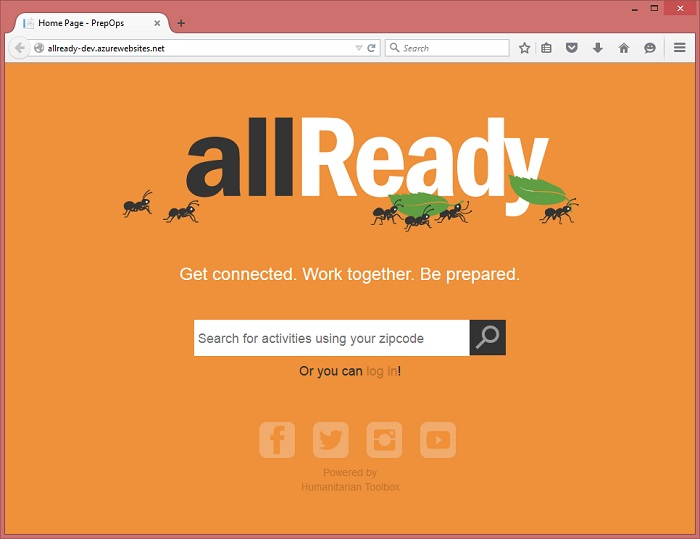 Home Page - PrepOps
allready-dev.azurewebsites.net
Search
allReady
Get connected. Work together. Be prepared.
Search for activities using your zipcode
Or you can log in!
Powered by
Humanitarian Toolbox